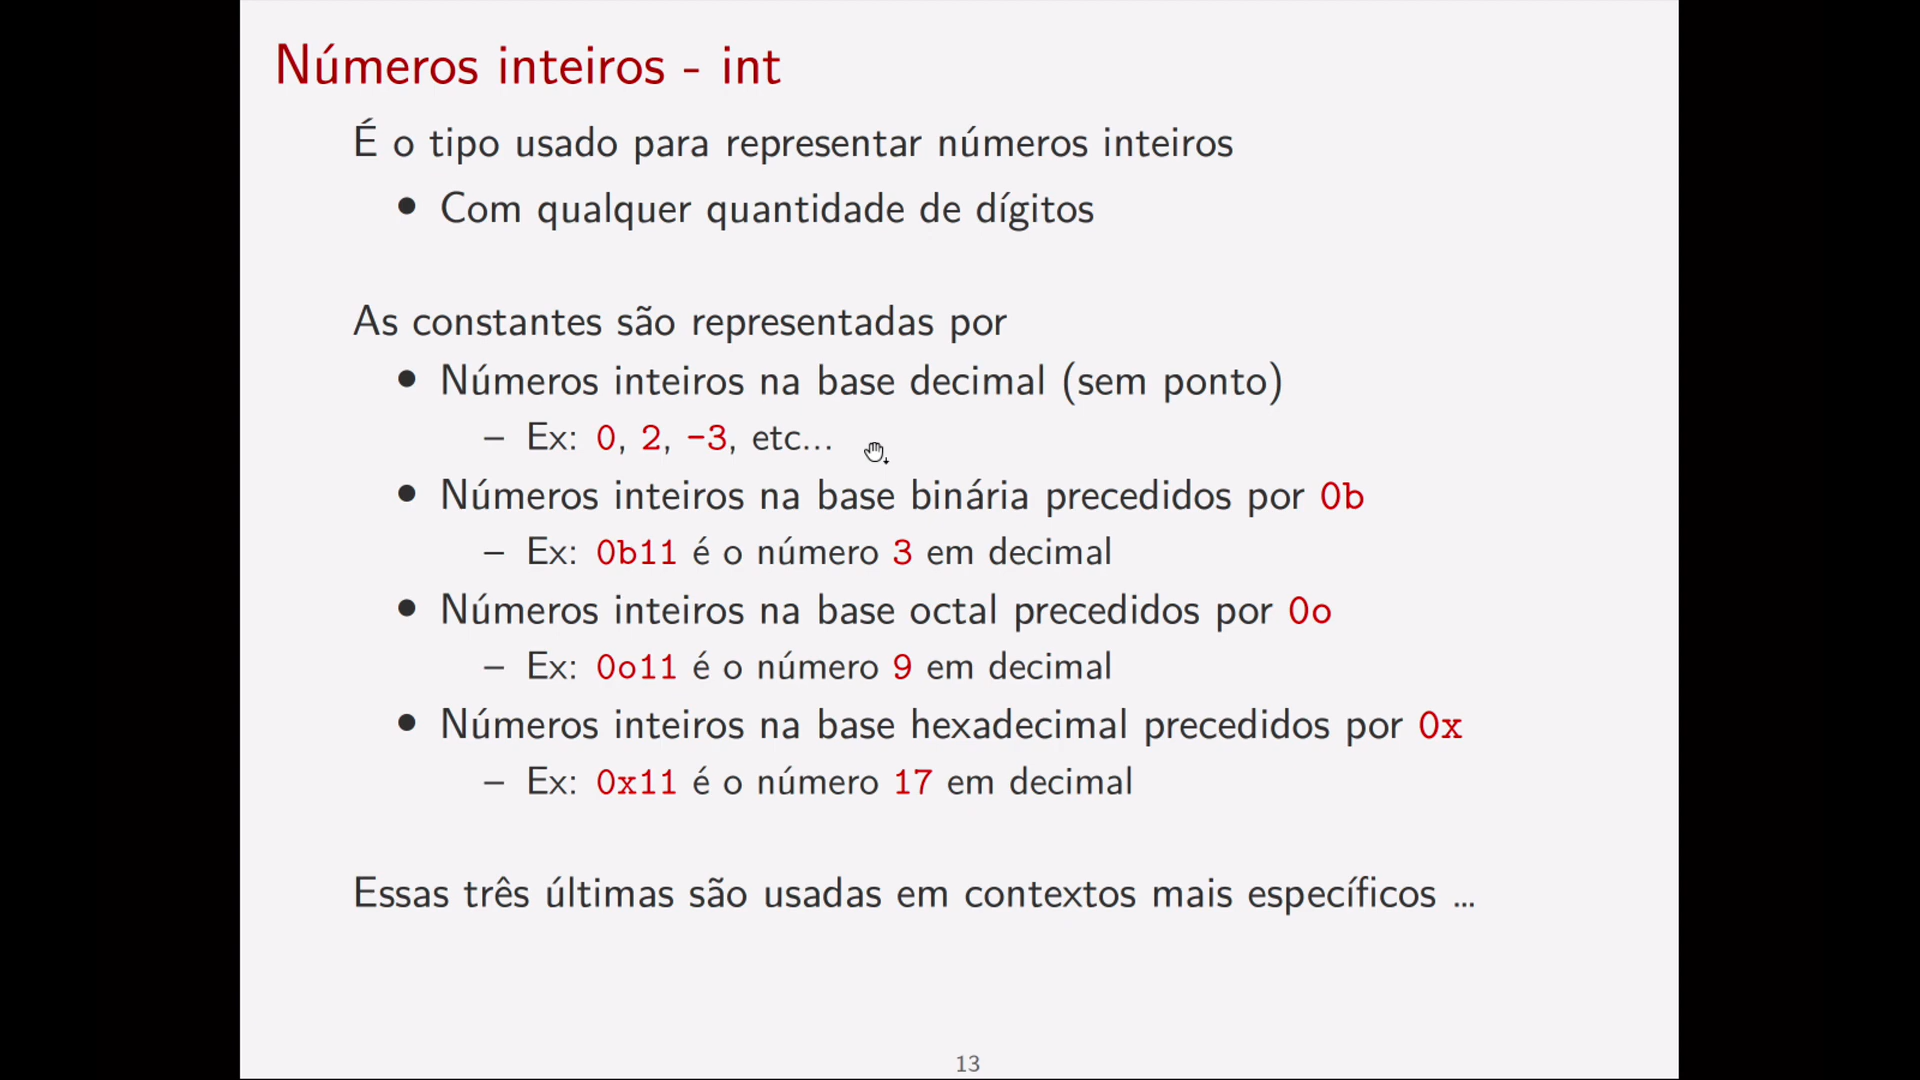 Números inteiros - int
É o tipo usado para representar números inteiros
• Com qualquer quantidade de dígitos
As constantes são representadas por
• Números inteiros na base decimal (sem ponto)
– Ex: 0, 2, -3, etc...
• Números inteiros na base binária precedidos por 0b
– Ex: 0b11 é o número 3 em decimal
• Números inteiros na base octal precedidos por 0o
– Ex: 0o11 é o número 9 em decimal
• Números inteiros na base hexadecimal precedidos por 0x
– Ex: 0x11 é o número 17 em decimal
Essas três últimas são usadas em contextos mais específicos ...
13